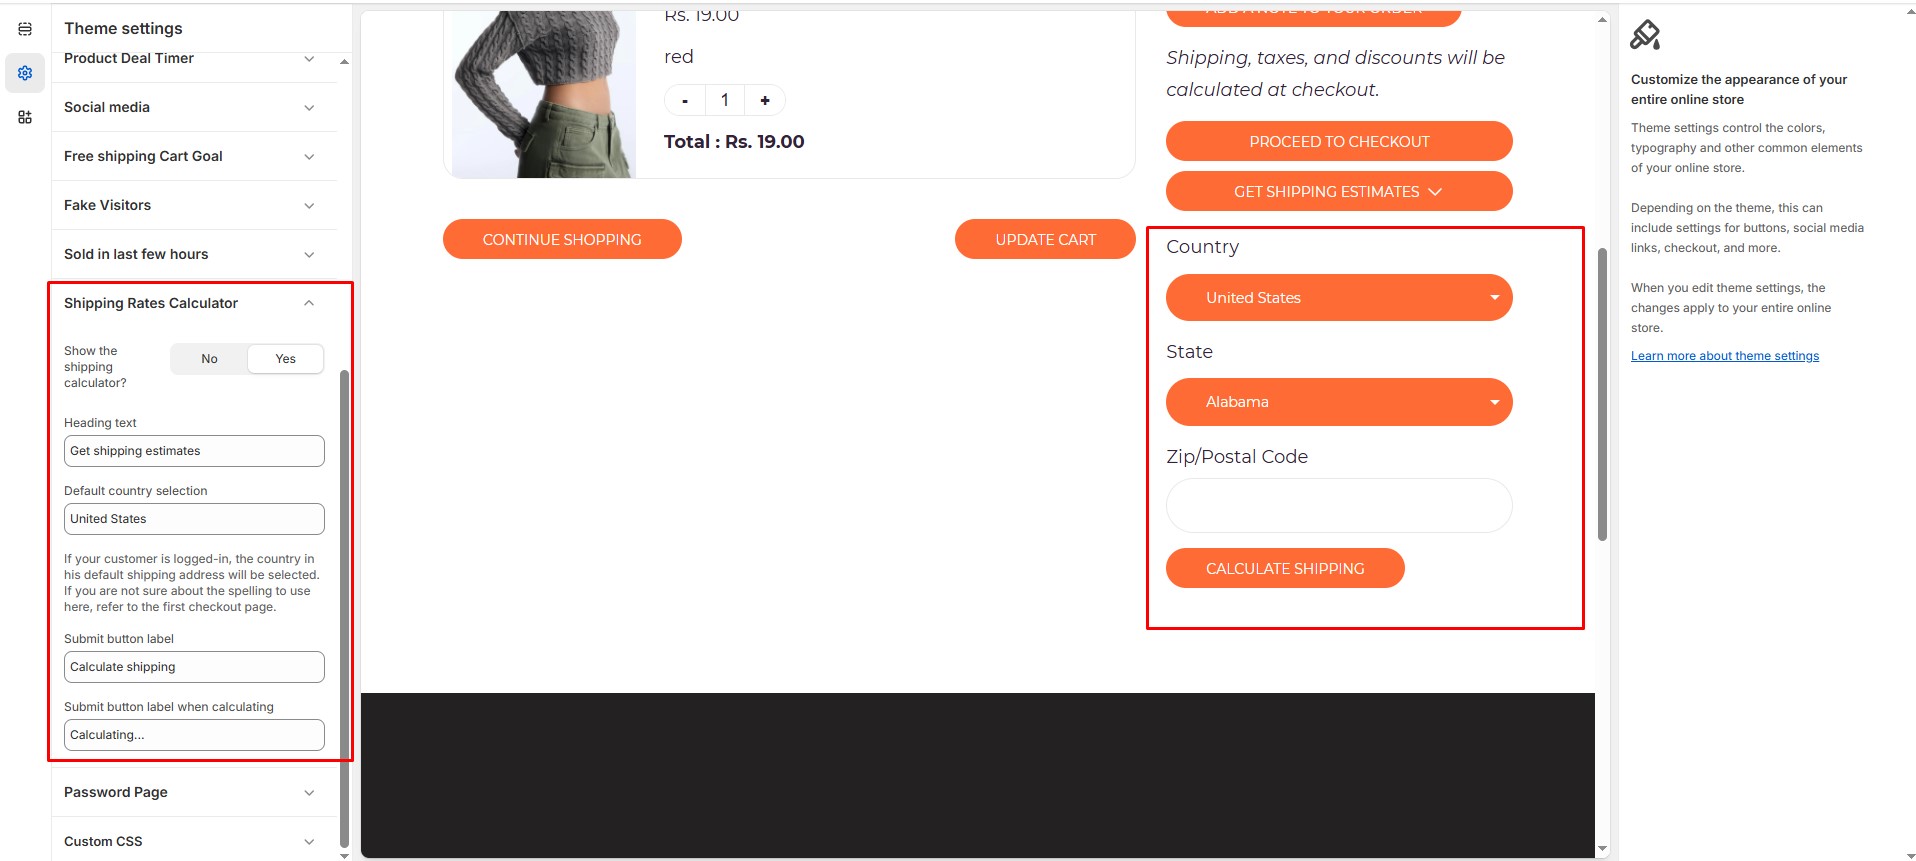 Theme settings
Product Deal Timer
Social media
Free shipping Cart Goal
Fake Visitors
Sold in last few hours
Shipping Rates Calculator
Show the
shipping
calculator?
No
Yes
Heading text
Get shipping estimates
Default country selection
United States
If your customer is logged-in, the country in
his default shipping address will be selected.
If you are not sure about the spelling to use
here, refer to the first checkout page.
Submit button label
Calculate shipping
Submit button label when calculating
Calculating...
Password Page
Custom CSS
Rs. 19.00
red
- 1 +
Total : Rs. 19.00
CONTINUE SHOPPING
UPDATE CART
ADD A NOTE TO YOUR ORDER
Shipping, taxes, and discounts will be
calculated at checkout.
PROCEED TO CHECKOUT
GET SHIPPING ESTIMATES
Country
United States
State
Alabama
Zip/Postal Code
CALCULATE SHIPPING
Customize the appearance of your
entire online store
Theme settings control the colors,
typography and other common elements
of your online store.
Depending on the theme, this can
include settings for buttons, social media
links, checkout, and more.
When you edit theme settings, the
changes apply to your entire online
store.
Learn more about theme settings